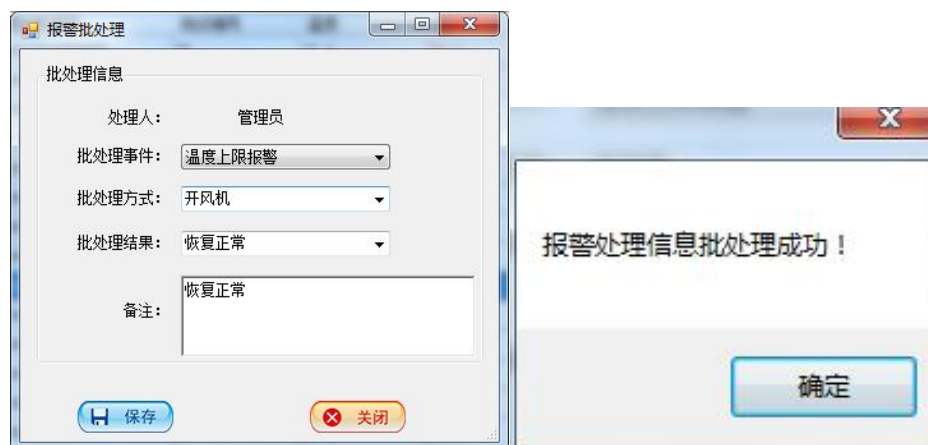 报警批处理
批处理信息
处理人： 管理员
批处理事件： 温度上限报警
批处理方式： 开风机
批处理结果： 恢复正常
备注： 恢复正常
保存 关闭
报警处理信息批处理成功！
确定